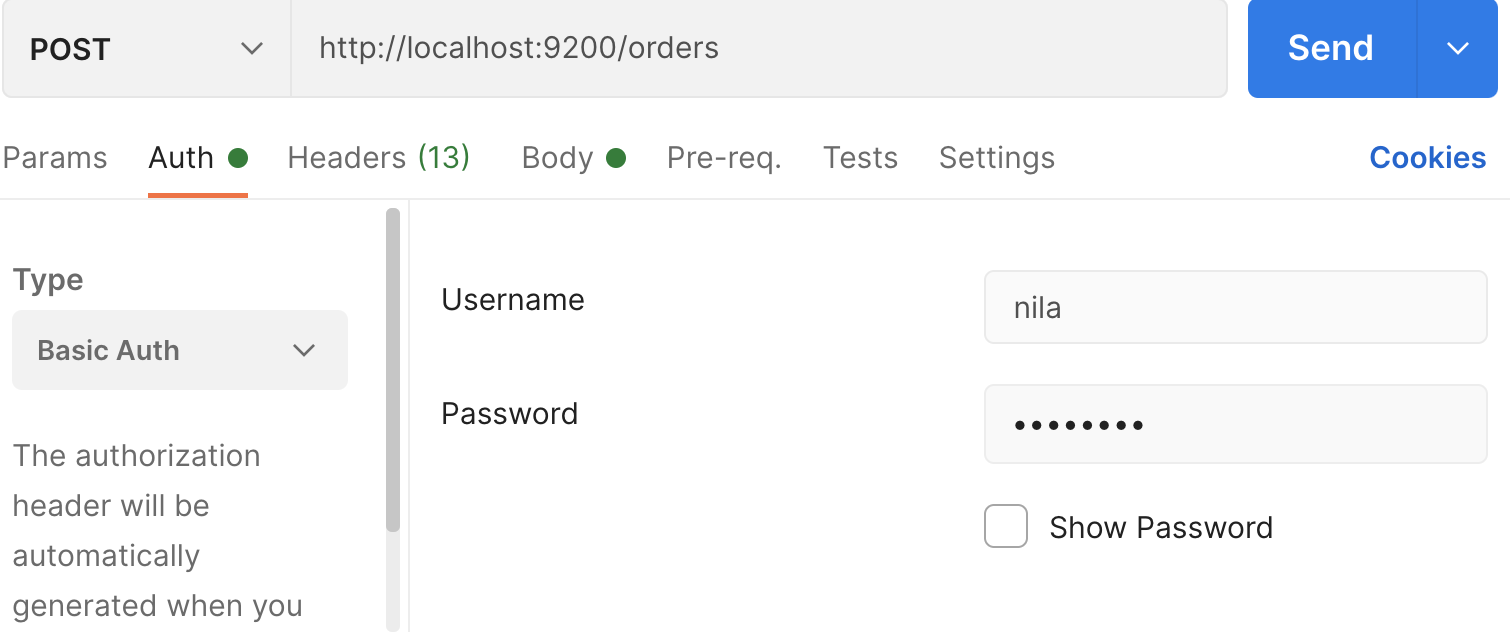 POST http://localhost:9200/orders Send
Params Auth Headers (13) Body Pre-req. Tests Settings Cookies
Type
Basic Auth
The authorization
header will be
automatically
generated when you
Username nila
Password ••••••••
Show Password